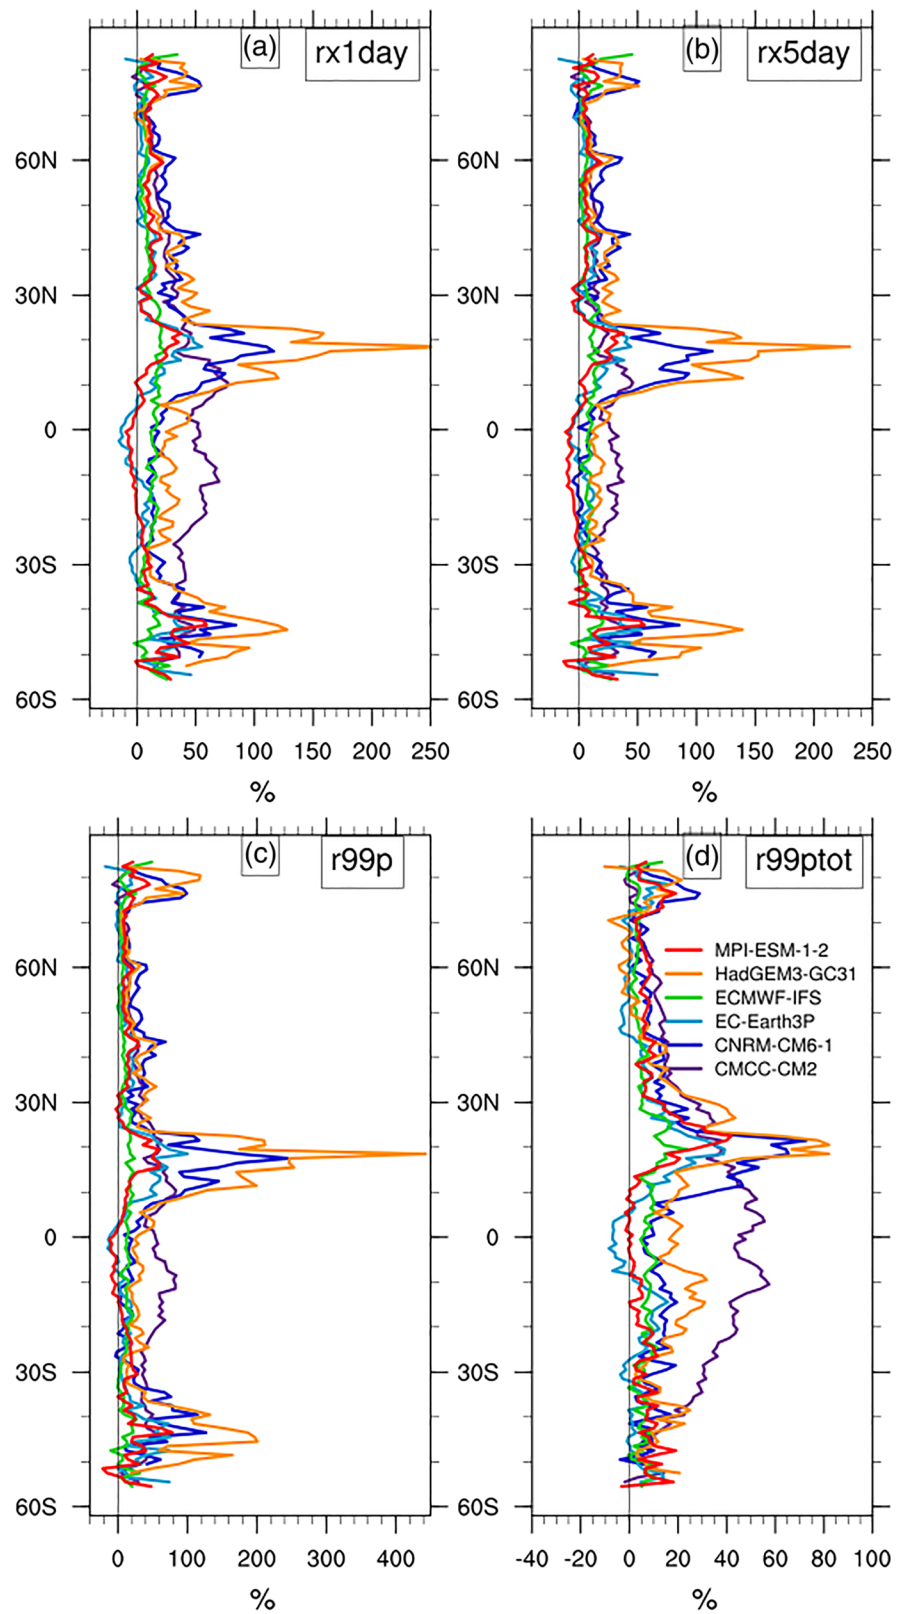 (a) rx1day
(b) rx5day
60N
30N
0
30S
60S
60N
30N
0
30S
60S
0 50 100 150 200 250
0 50 100 150 200 250
%
%
(c) r99p
(d) r99ptot
MPI-ESM-1-2
HadGEM3-GC31
ECMWF-IFS
EC-Earth3P
CNRM-CM6-1
CMCC-CM2
60N
30N
0
30S
60S
60N
30N
0
30S
60S
0 100 200 300 400
-40 -20 0 20 40 60 80 100
%
%